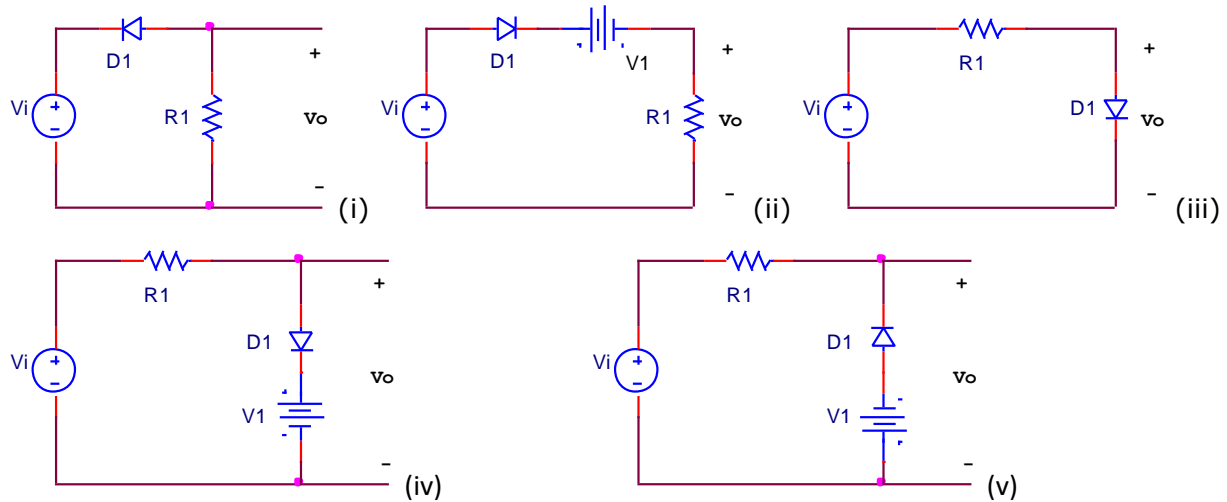 D1
R1
Vi
+
vo
–
(i)
D1
V1
R1
Vi
+
vo
–
(ii)
R1
D1
Vi
+
vo
–
(iii)
R1
D1
V1
Vi
+
vo
–
(iv)
R1
D1
V1
Vi
+
vo
–
(v)